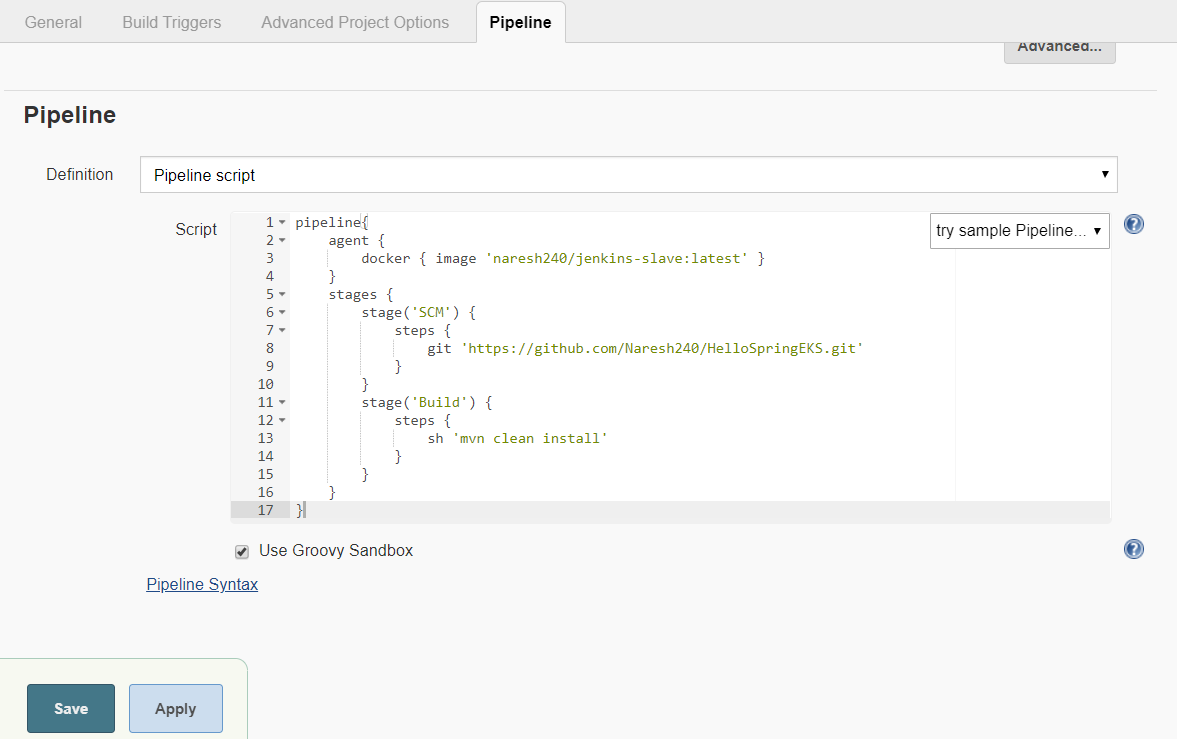 General Build Triggers Advanced Project Options Pipeline
Advanced...
Pipeline
Definition Pipeline script
Script
try sample Pipeline...
1 pipeline{
2     agent {
3         docker { image 'naresh240/jenkins-slave:latest' }
4     }
5     stages {
6         stage('SCM') {
7             steps {
8                 git 'https://github.com/Naresh240/HelloSpringEKS.git'
9             }
10         }
11         stage('Build') {
12             steps {
13                 sh 'mvn clean install'
14             }
15         }
16     }
17 }
Use Groovy Sandbox
Pipeline Syntax
Save Apply